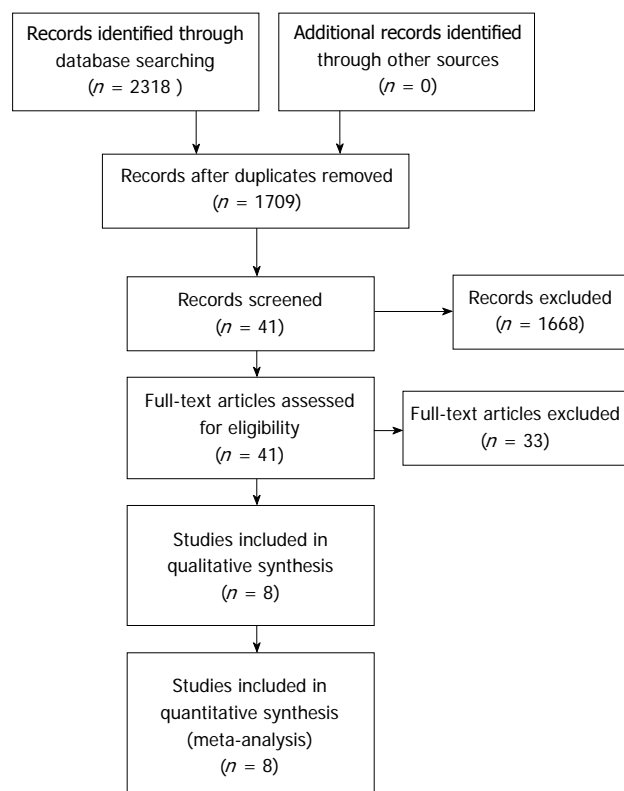 Records identified through
database searching
(n = 2318 )
Additional records identified
through other sources
(n = 0)
Records after duplicates removed
(n = 1709)
Records screened
(n = 41)
Records excluded
(n = 1668)
Full-text articles assessed
for eligibility
(n = 41)
Full-text articles excluded
(n = 33)
Studies included in
qualitative synthesis
(n = 8)
Studies included in
quantitative synthesis
(meta-analysis)
(n = 8)